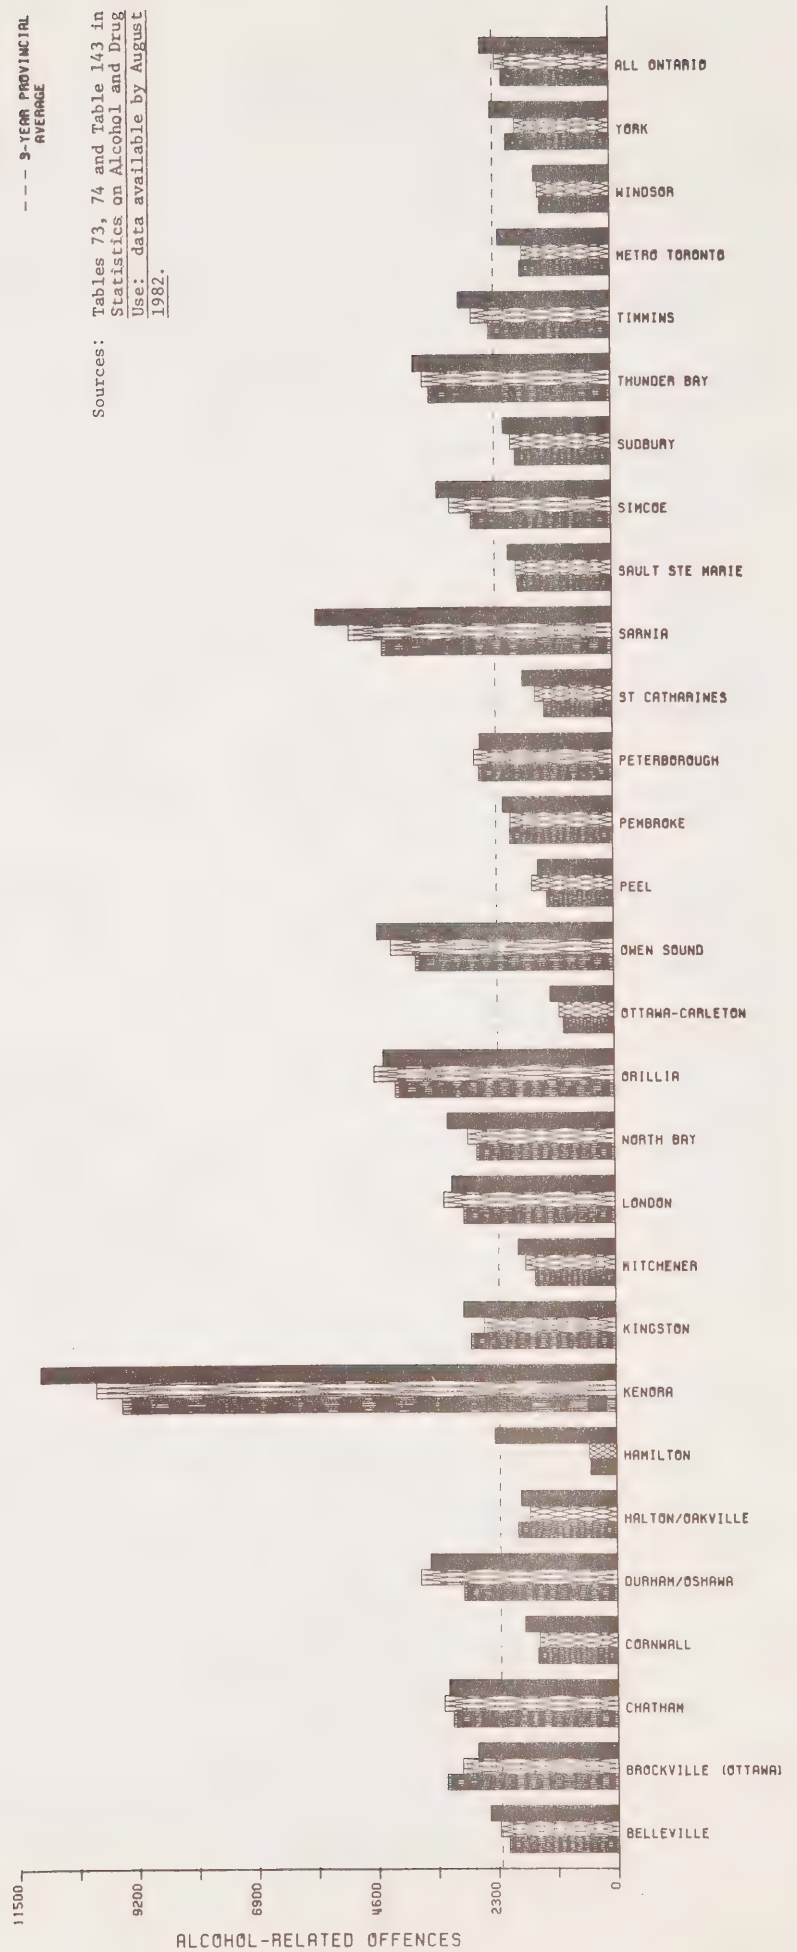 --- 3-YEAR PROVINCIAL
AVERAGE
Sources: Tables 73, 74 and Table 143 in
Statistics on Alcohol and Drug
Use: data available by August
1982.
ALL ONTARIO
YORK
WINDSOR
METRO TORONTO
TIMMINS
THUNDER BAY
SUDBURY
SIMCOE
SAULT STE MARIE
SARNIA
ST CATHARINES
PETERBOROUGH
PEMBROKE
PEEL
OWEN SOUND
OTTAWA-CARLETON
ORILLIA
NORTH BAY
LONDON
KITCHENER
KINGSTON
KENORA
HAMILTON
HALTON/OAKVILLE
DURHAM/OSHAWA
CORNWALL
CHATHAM
BROCKVILLE (OTTAWA)
BELLEVILLE
11500
9200
6900
4600
2300
0
ALCOHOL-RELATED OFFENCES